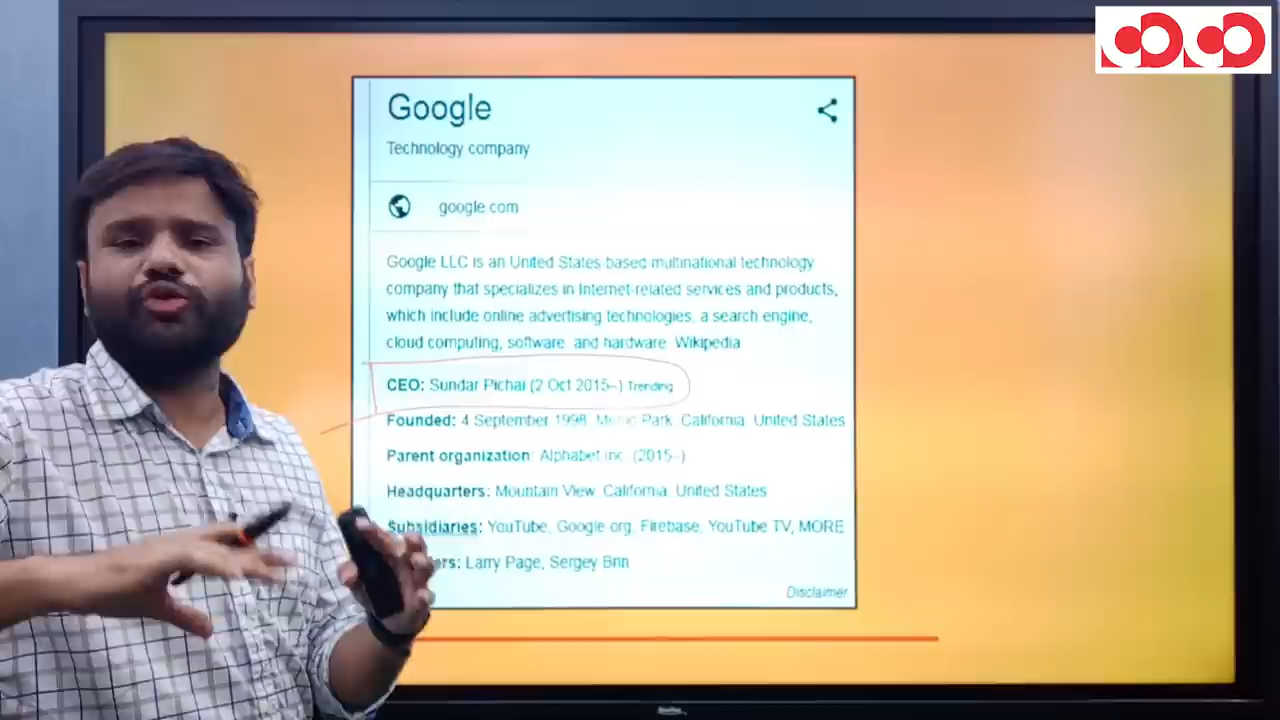 Google
Technology company
google.com
Google LLC is an United States based multinational technology
company that specializes in Internet-related services and products,
which include online advertising technologies, a search engine,
cloud computing, software, and hardware. Wikipedia
CEO: Sundar Pichai (2 Oct 2015–) Trending
Founded: 4 September 1998, Menlo Park, California, United States
Parent organization: Alphabet Inc. (2015–)
Headquarters: Mountain View, California, United States
Subsidiaries: YouTube, Google.org, Firebase, YouTube TV, MORE
ers: Larry Page, Sergey Brin
Disclaimer